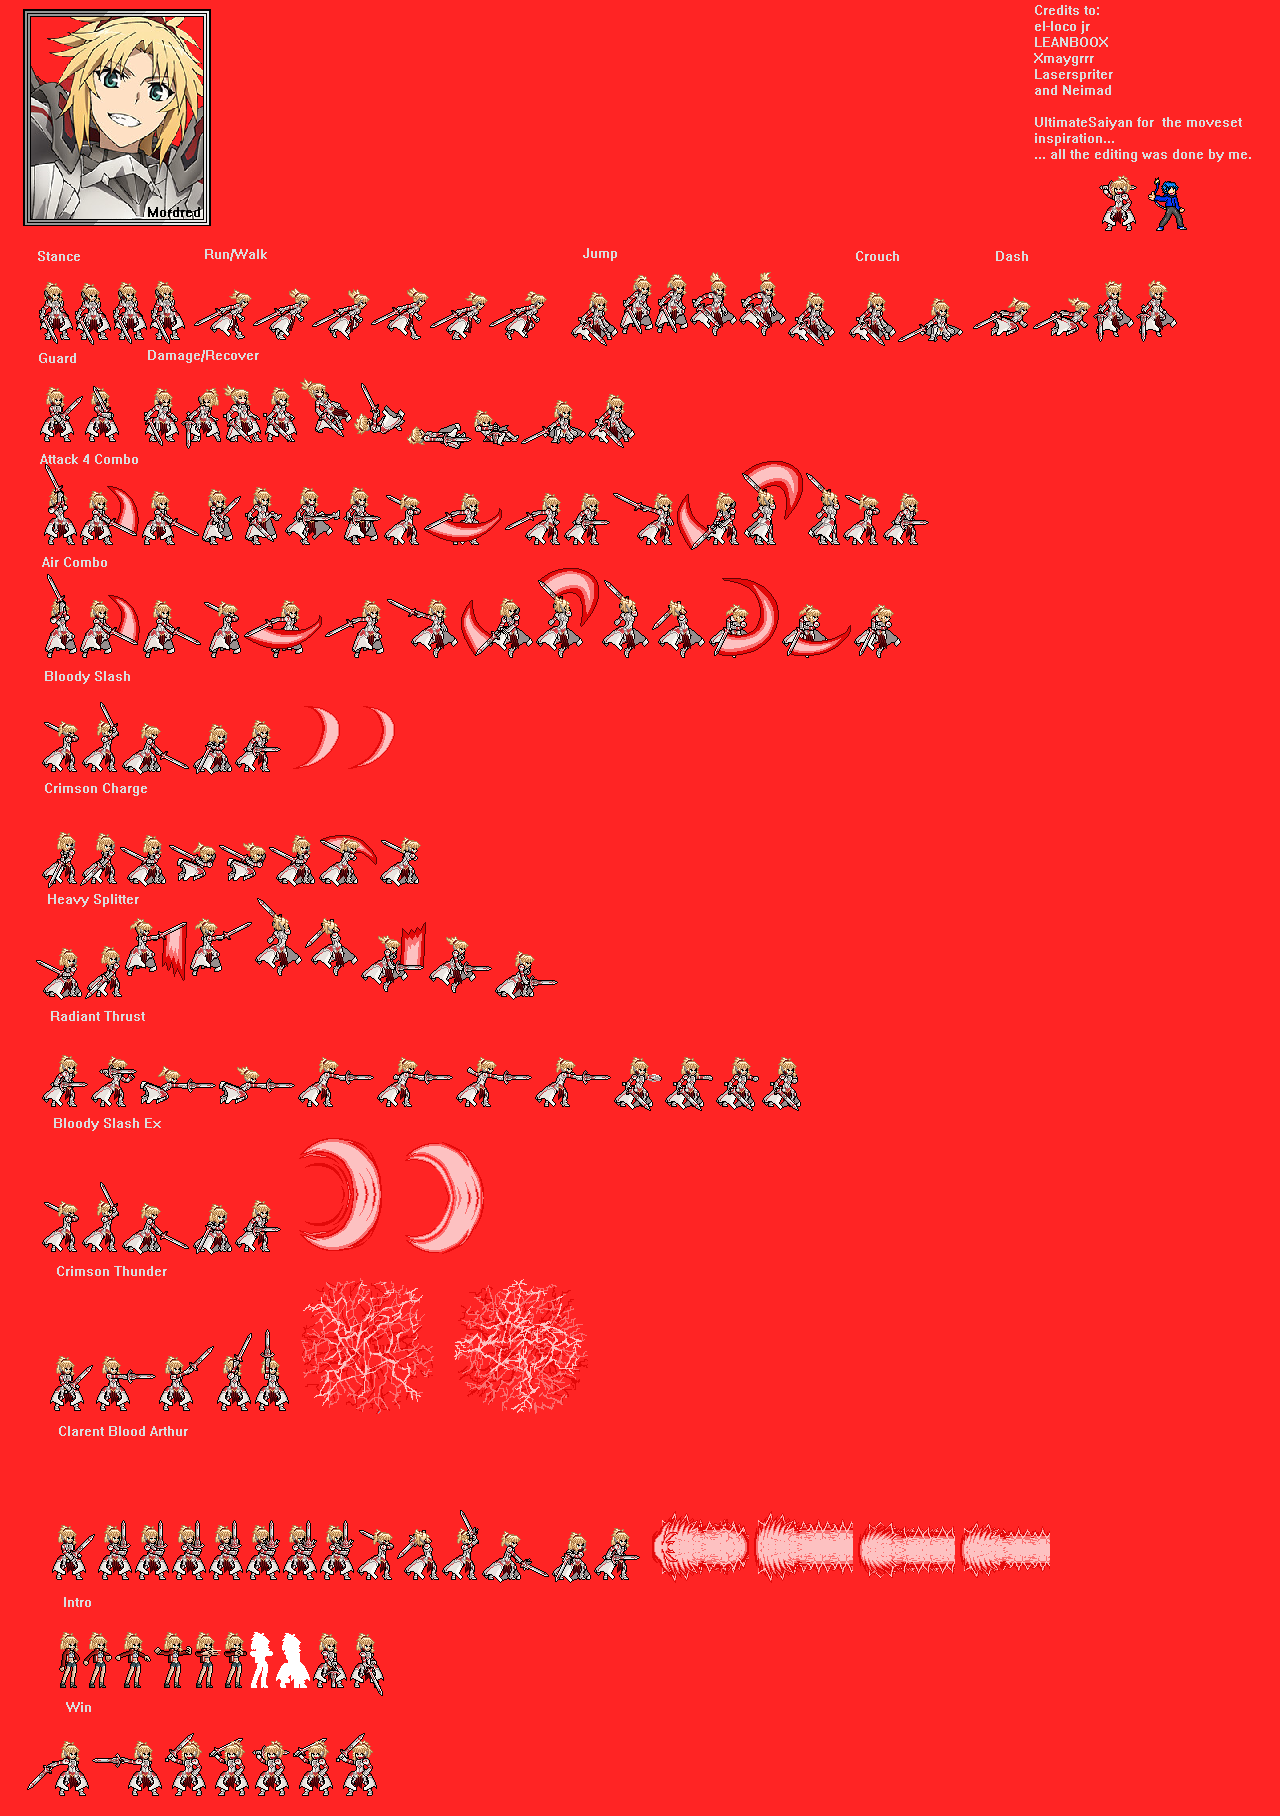 Credits to:
el-loco jr
LEANBOOX
Xmaygrrr
Laserspriter
and Neimad
UltimateSaiyan for  the moveset
inspiration...
... all the editing was done by me.
Mordred
Stance
Run/Walk
Jump
Crouch
Dash
Guard
Damage/Recover
Attack 4 Combo
Air Combo
Bloody Slash
Crimson Charge
Heavy Splitter
Radiant Thrust
Bloody Slash Ex
Crimson Thunder
Clarent Blood Arthur
Intro
Win